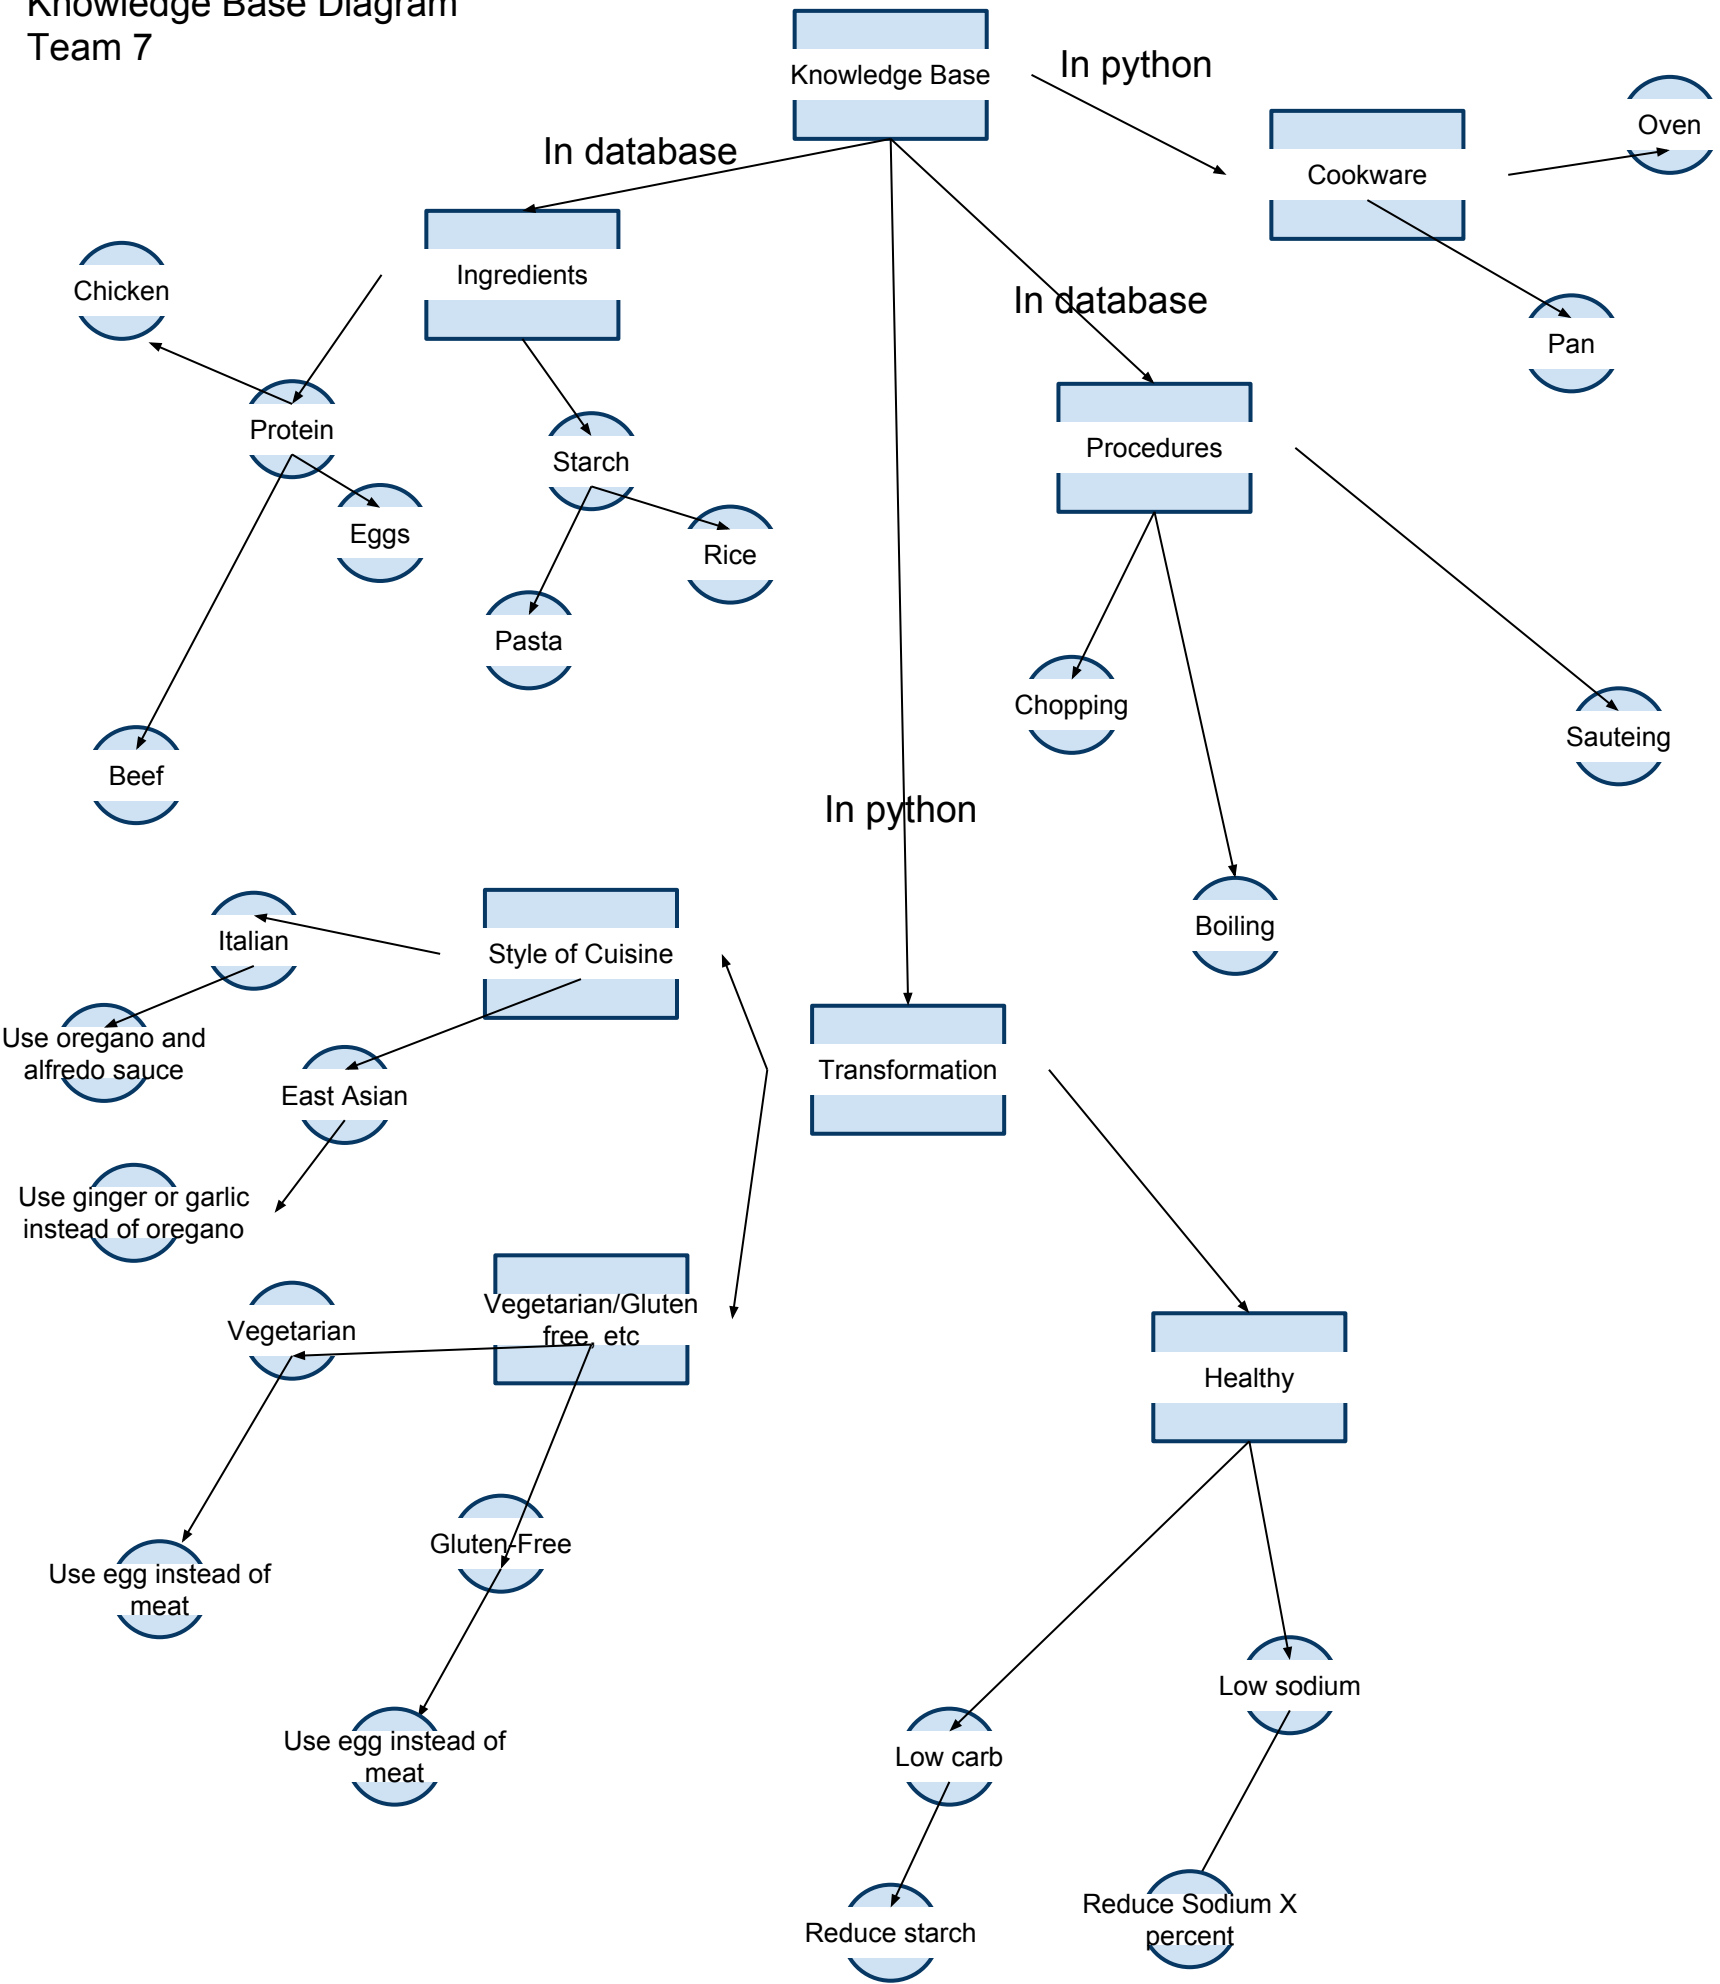 Knowledge Base Diagram
Team 7
Knowledge Base
In python
Oven
Cookware
In database
Ingredients
Chicken
In database
Pan
Protein
Starch
Procedures
Eggs
Rice
Pasta
Chopping
Sauteing
Beef
In python
Boiling
Italian
Style of Cuisine
Use oregano and
alfredo sauce
East Asian
Transformation
Use ginger or garlic
instead of oregano
Vegetarian/Gluten
free, etc
Vegetarian
Healthy
Gluten-Free
Use egg instead of
meat
Low sodium
Use egg instead of
meat
Low carb
Reduce Sodium X
percent
Reduce starch